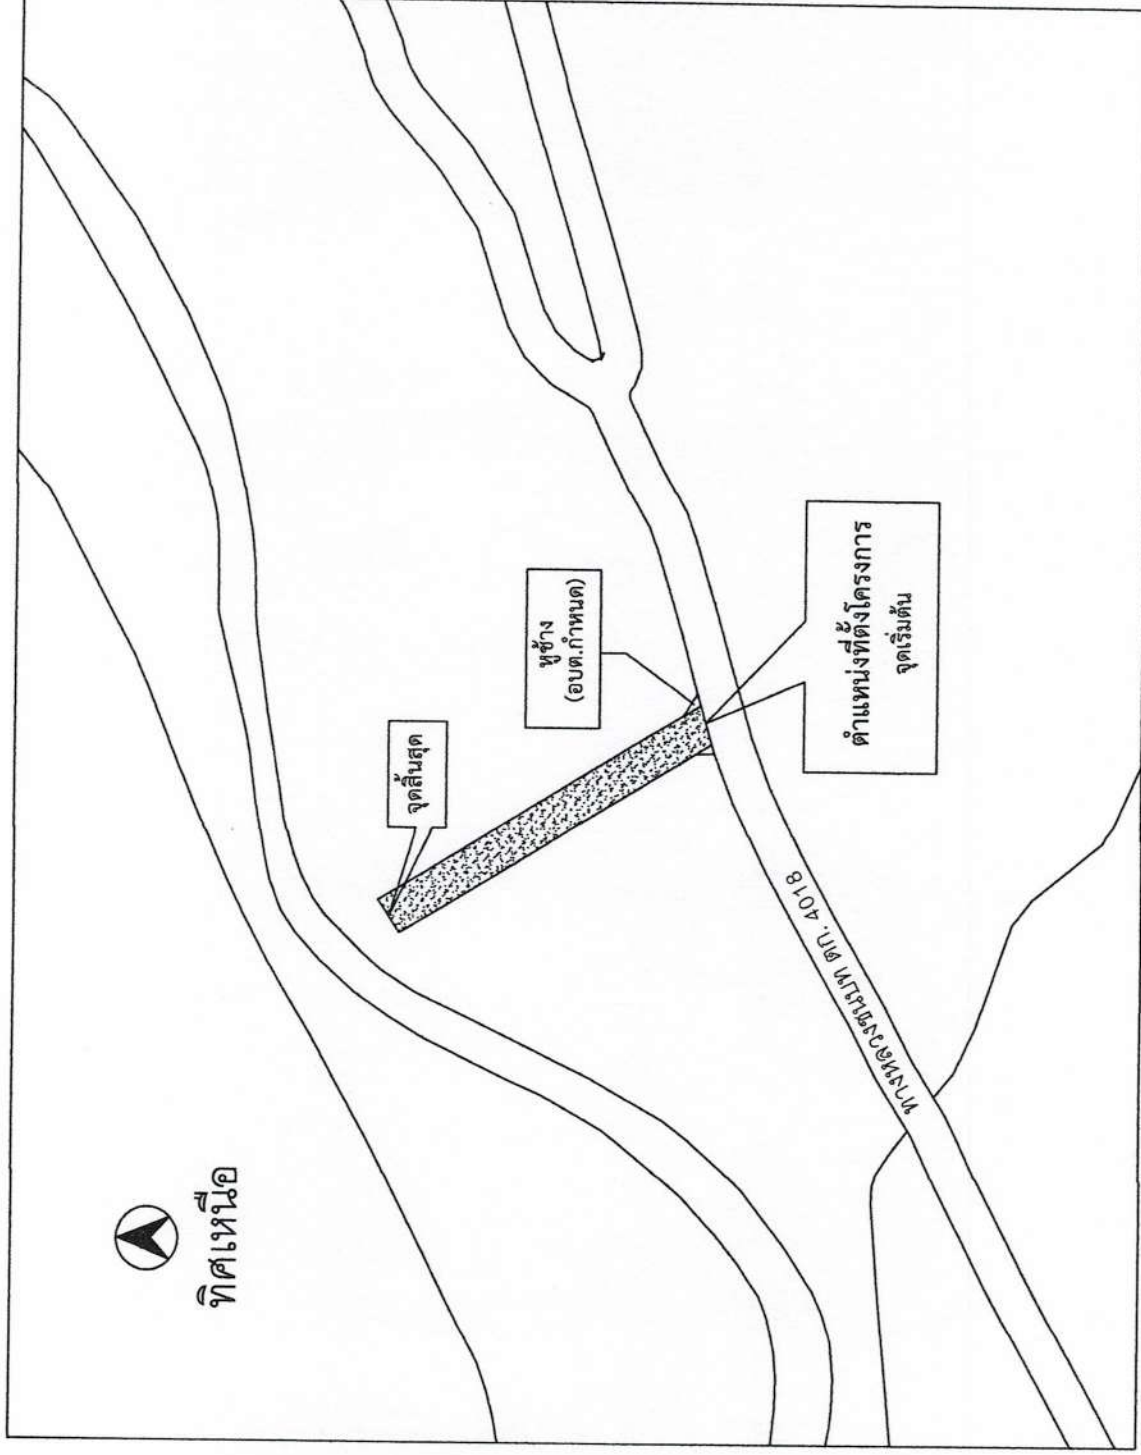 ทิศเหนือ
จุดสิ้นสุด
หูช้าง
(อบต.กำหนด)
ตำแหน่งที่ตั้งโครงการ
จุดเริ่มต้น
ทางหลวงชนบท ตก. 4018